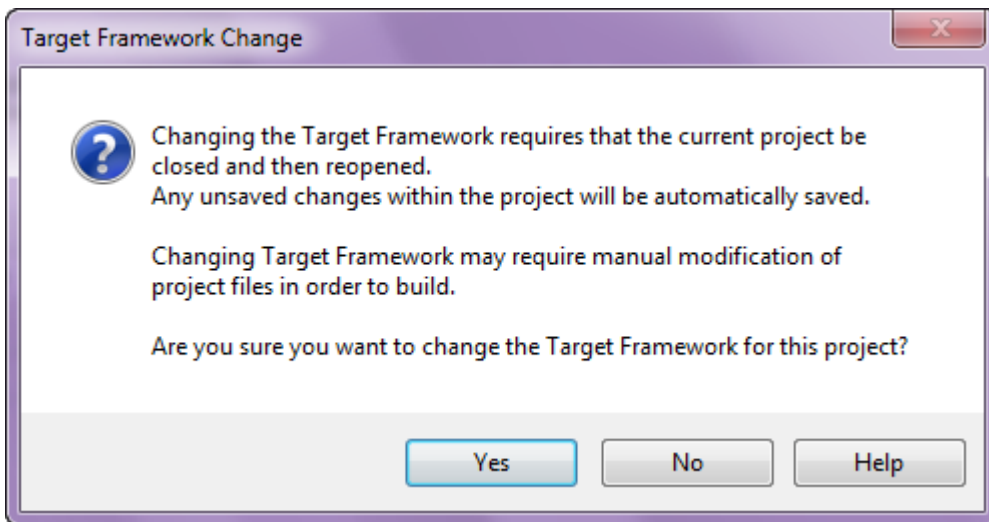 Target Framework Change
Changing the Target Framework requires that the current project be
closed and then reopened.
Any unsaved changes within the project will be automatically saved.
Changing Target Framework may require manual modification of
project files in order to build.
Are you sure you want to change the Target Framework for this project?
Yes No Help